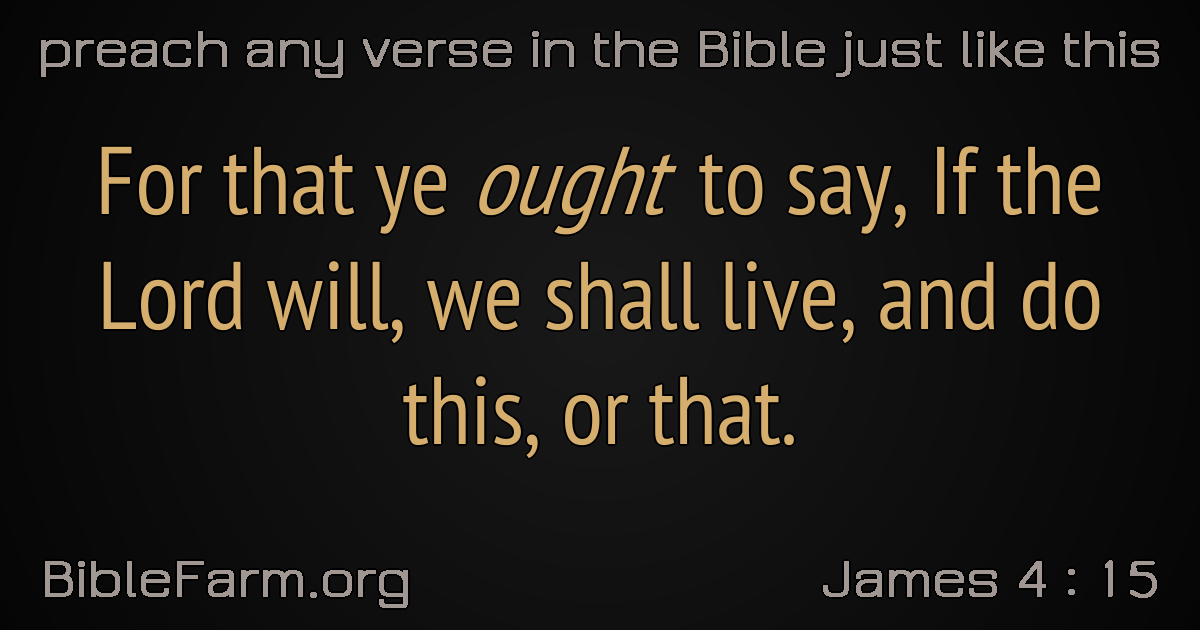 preach any verse in the Bible just like this
For that ye ought to say, If the
Lord will, we shall live, and do
this, or that.
BibleFarm.org
James 4 : 15